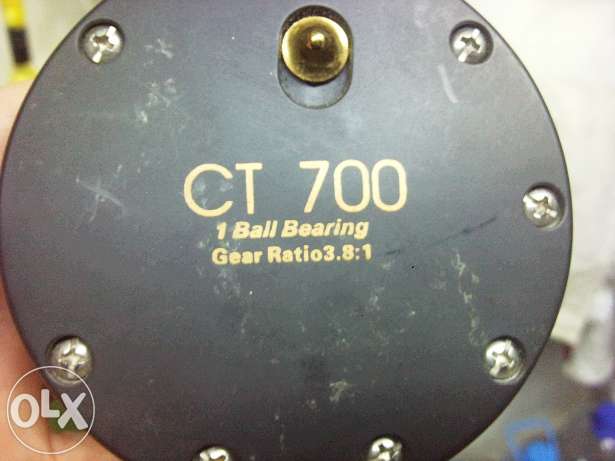 CT 700
1 Ball Bearing
Gear Ratio3.8:1
OLX